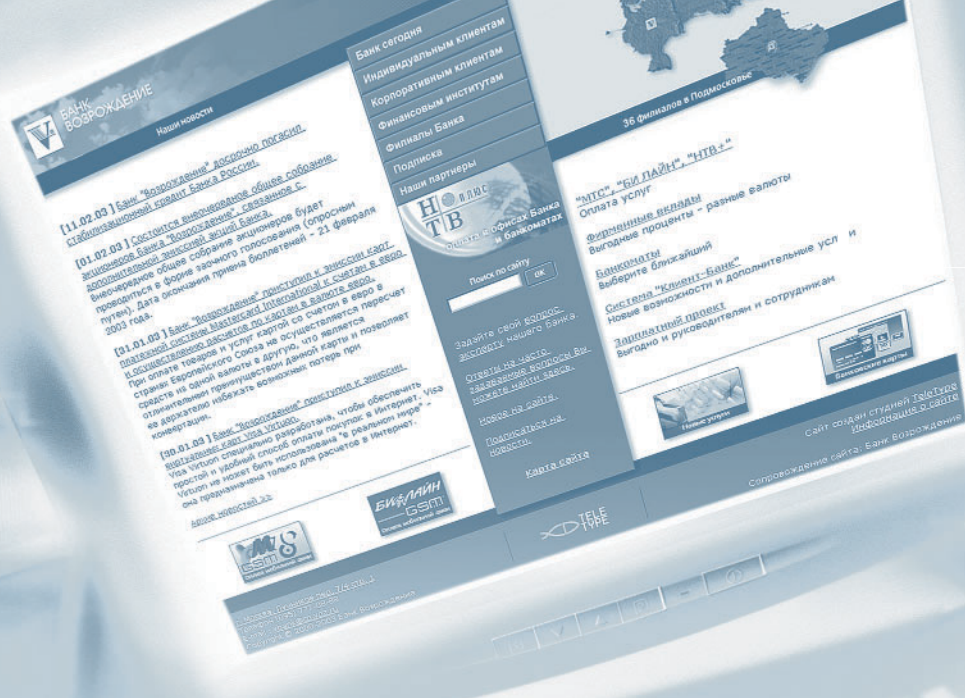 БАНК
ВОЗРОЖДЕНИЕ
Наши новости
[11.02.03 ] Банк "Возрождение" досрочно погасил
стабилизационный кредит Банка России.
[01.02.03 ] Состоится внеочередное общее собрание
акционеров Банка "Возрождение", связанное с
дополнительной эмиссией акций Банка.
Внеочередное общее собрание акционеров будет
проводиться в форме заочного голосования (опросным
путем). Дата окончания приема бюллетеней - 21 февраля
2003 года.
[31.01.03 ] Банк "Возрождение" приступил к эмиссии карт
платежной системы Mastercard International к счетам в евро
и осуществлению расчетов по картам в валюте евро.
При оплате товаров и услуг картой со счетом в евро в
странах Европейского Союза не осуществляется пересчет
средств из одной валюты в другую, что является
отличительным преимуществом данной карты и позволяет
ее держателю избежать возможных потерь при
конвертации.
[30.01.03 ] Банк "Возрождение" приступил к эмиссии
виртуальных карт Visa Virtuon
Visa Virtuon специально разработана, чтобы обеспечить
простой и удобный способ оплаты покупок в Интернет. Visa
Virtuon не может быть использована "в реальном мире" -
она предназначена только для расчетов в Интернет.
Архив новостей >>
GSM
БИ ЛАЙН
GSM
Банк сегодня
Индивидуальным клиентам
Корпоративным клиентам
Финансовым институтам
Филиалы Банка
Подписка
Наши партнеры
НТВ ПЛЮС
Оплата в офисах Банка
и банкоматах
Поиск по сайту
ОК
Задайте свой вопрос
эксперту нашего банка.
Ответы на часто
задаваемые вопросы Вы
можете найти здесь.
Новое на сайте.
Подписаться на
новости.
Карта сайта
36 филиалов в Подмосковье
"МТС", "БИ ЛАЙН", "НТВ+"
Оплата услуг
Фирменные вклады
Выгодные проценты - разные валюты
Банкоматы
Выберите ближайший
Система "Клиент-Банк"
Новые возможности и дополнительные усл и
Зарплатный проект
Выгодно и руководителям и сотрудникам
Новые услуги
Банковские карты
Сайт создан студией TeleType
Информация о сайте
Сопровождение сайта: Банк Возрождение
TELE
TYPE